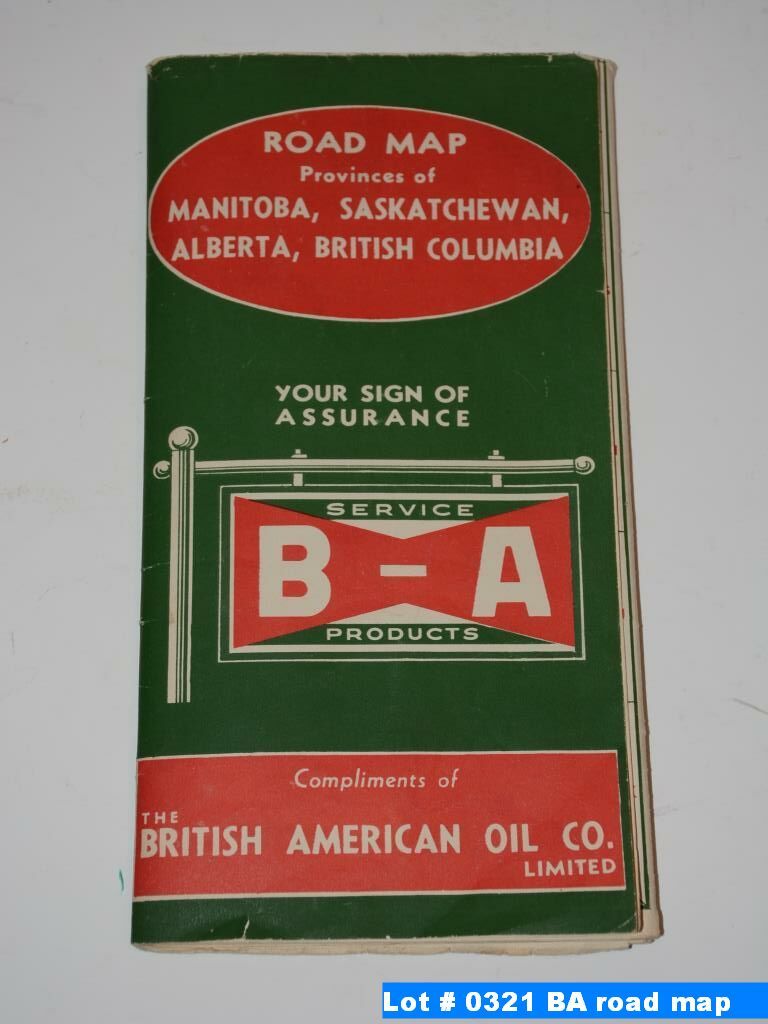 ROAD MAP
Provinces of
MANITOBA, SASKATCHEWAN,
ALBERTA, BRITISH COLUMBIA
YOUR SIGN OF
ASSURANCE
SERVICE
B-A
PRODUCTS
Compliments of
THE
BRITISH AMERICAN OIL CO.
LIMITED
Lot # 0321 BA road map